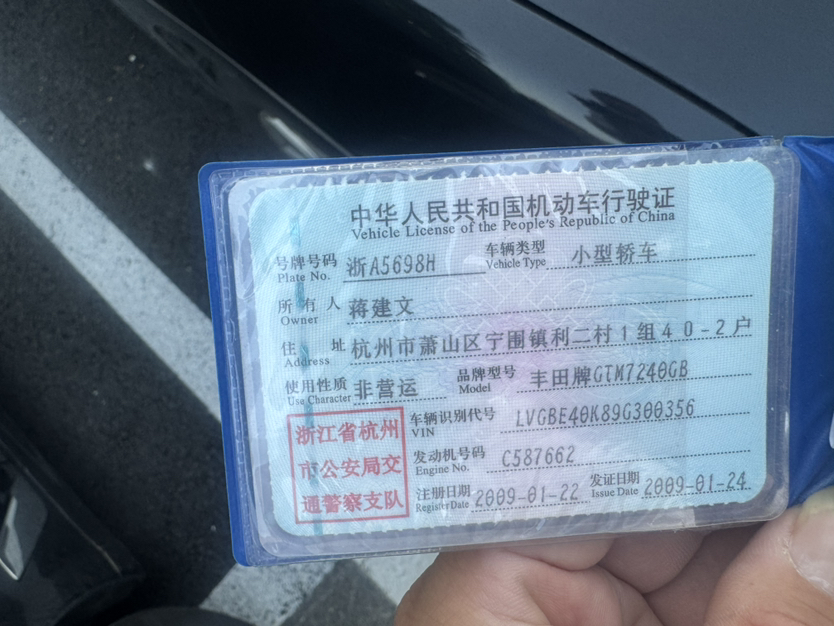 中华人民共和国机动车行驶证
Vehicle License of the People's Republic of China
号牌号码 浙A5698H 车辆类型 小型轿车
Plate No. Vehicle Type
所有人 蒋建文
Owner
住址 杭州市萧山区宁围镇利二村1组40-2户
Address
使用性质 非营运 品牌型号 丰田牌GTM7240GB
Use Character Model
浙江省杭州
市公安局交
通警察支队
车辆识别代号 LVGBE40K89G300356
VIN
发动机号码 C587662
Engine No.
注册日期 2009-01-22 发证日期 2009-01-24
Register Date Issue Date